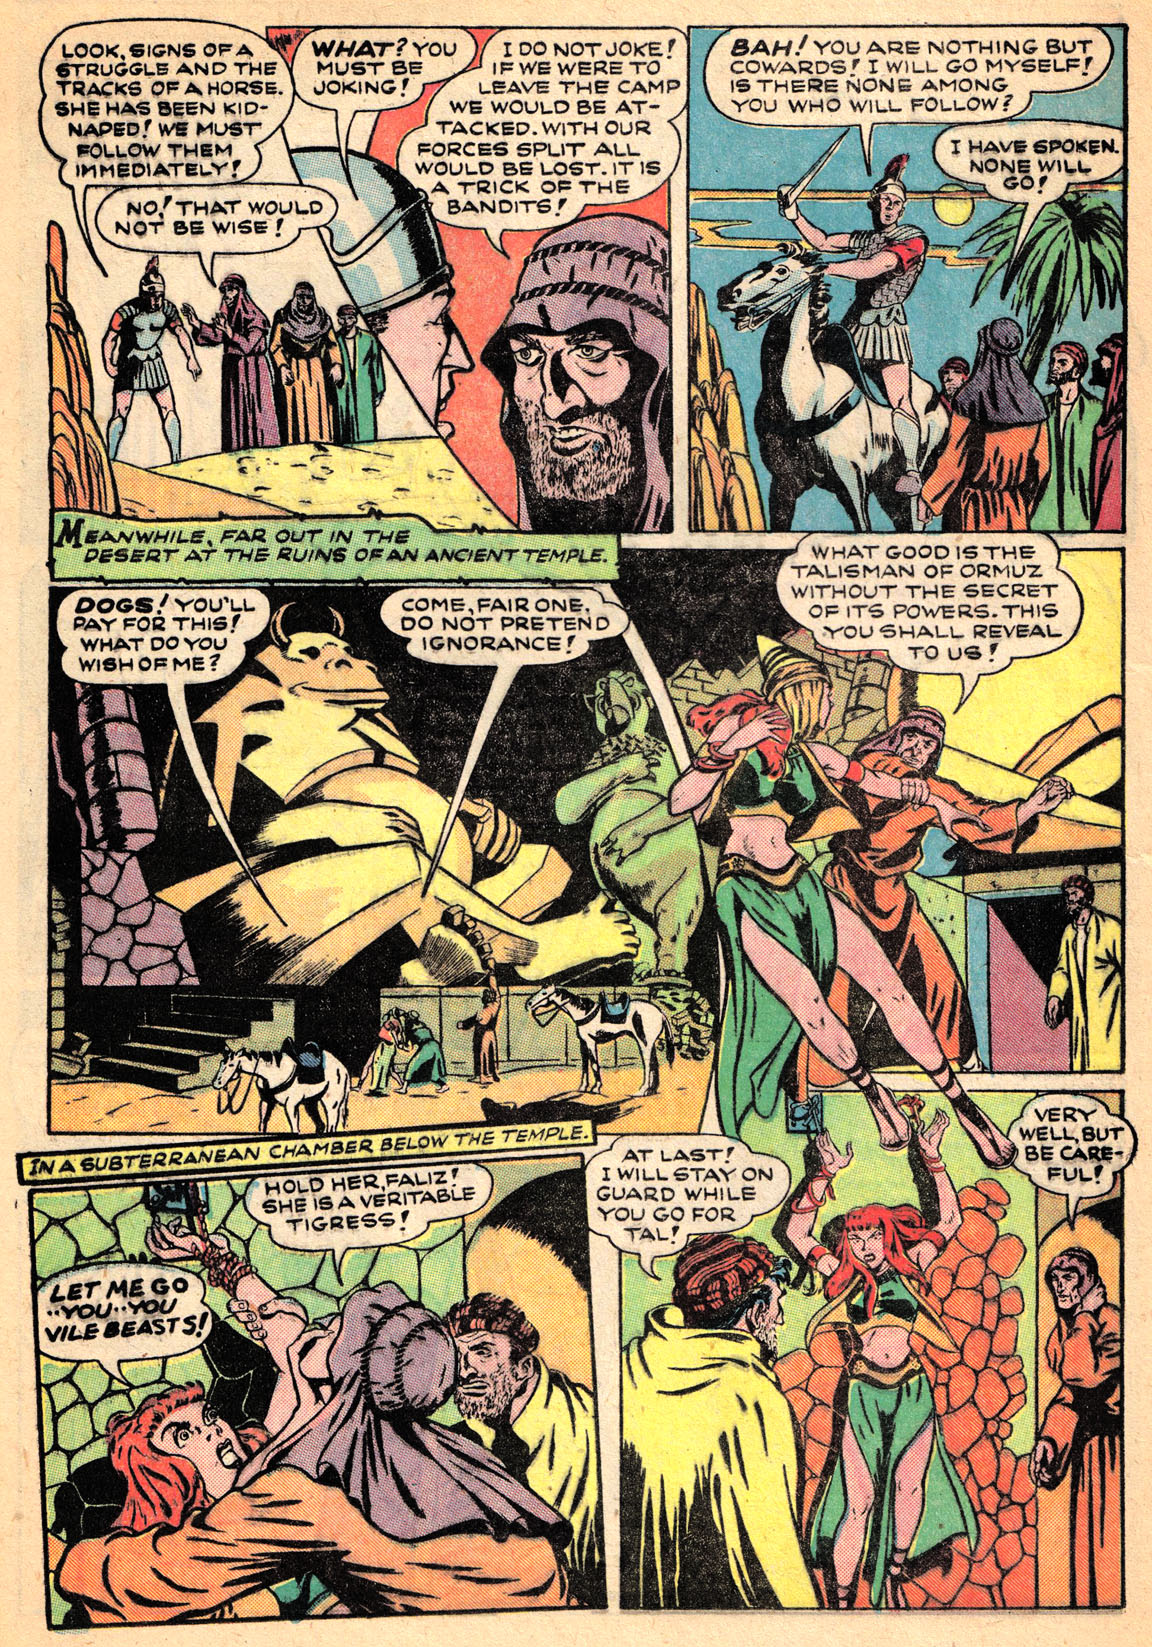 LOOK, SIGNS OF A
STRUGGLE AND THE
TRACKS OF A HORSE.
SHE HAS BEEN KID-
NAPED! WE MUST
FOLLOW THEM
IMMEDIATELY!
NO! THAT WOULD
NOT BE WISE!
WHAT? YOU
MUST BE
JOKING!
I DO NOT JOKE!
IF WE WERE TO
LEAVE THE CAMP
WE WOULD BE AT-
TACKED. WITH OUR
FORCES SPLIT ALL
WOULD BE LOST. IT IS
A TRICK OF THE
BANDITS!
BAH! YOU ARE NOTHING BUT
COWARDS! I WILL GO MYSELF!
IS THERE NONE AMONG
YOU WHO WILL FOLLOW?
I HAVE SPOKEN.
NONE WILL
GO!
MEANWHILE, FAR OUT IN THE
DESERT AT THE RUINS OF AN ANCIENT TEMPLE.
DOGS! YOU'LL
PAY FOR THIS!
WHAT DO YOU
WISH OF ME?
COME, FAIR ONE.
DO NOT PRETEND
IGNORANCE!
WHAT GOOD IS THE
TALISMAN OF ORMUZ
WITHOUT THE SECRET
OF ITS POWERS. THIS
YOU SHALL REVEAL
TO US!
IN A SUBTERRANEAN CHAMBER BELOW THE TEMPLE.
HOLD HER, FALIZ!
SHE IS A VERITABLE
TIGRESS!
LET ME GO
..YOU..YOU
VILE BEASTS!
AT LAST!
I WILL STAY ON
GUARD WHILE
YOU GO FOR
TAL!
VERY
WELL, BUT
BE CARE-
FUL!